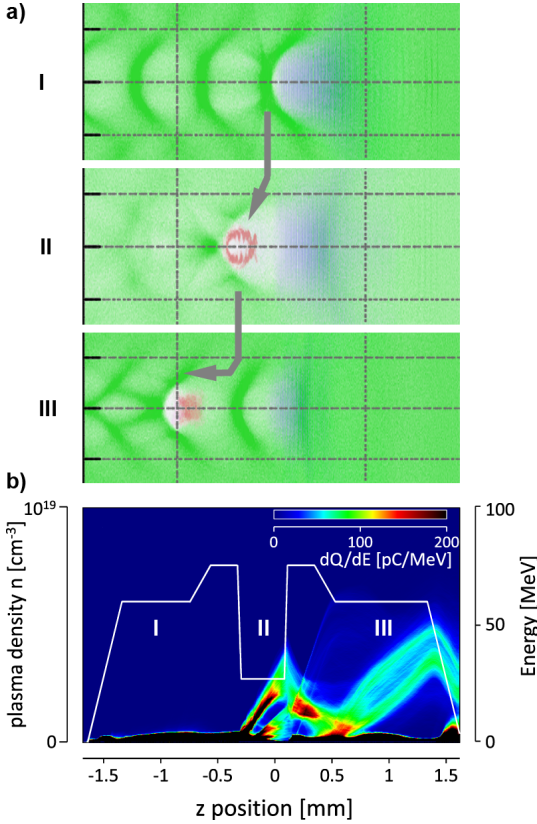 a)
I
II
III
b)
10¹⁹
100
0 100 200
dQ/dE [pC/MeV]
plasma density n [cm⁻³]
50
Energy [MeV]
I II III
0
0
-1.5 -1 -0.5 0 0.5 1 1.5
z position [mm]